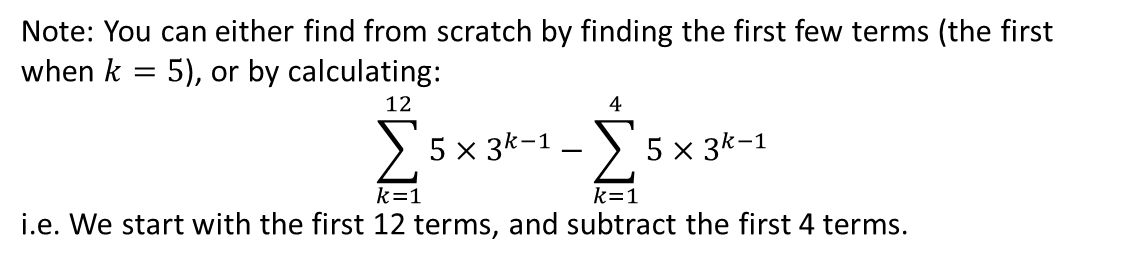 Note: You can either find from scratch by finding the first few terms (the first
when k = 5), or by calculating:
12 4
∑ 5 × 3^{k−1} − ∑ 5 × 3^{k−1}
k=1 k=1
i.e. We start with the first 12 terms, and subtract the first 4 terms.